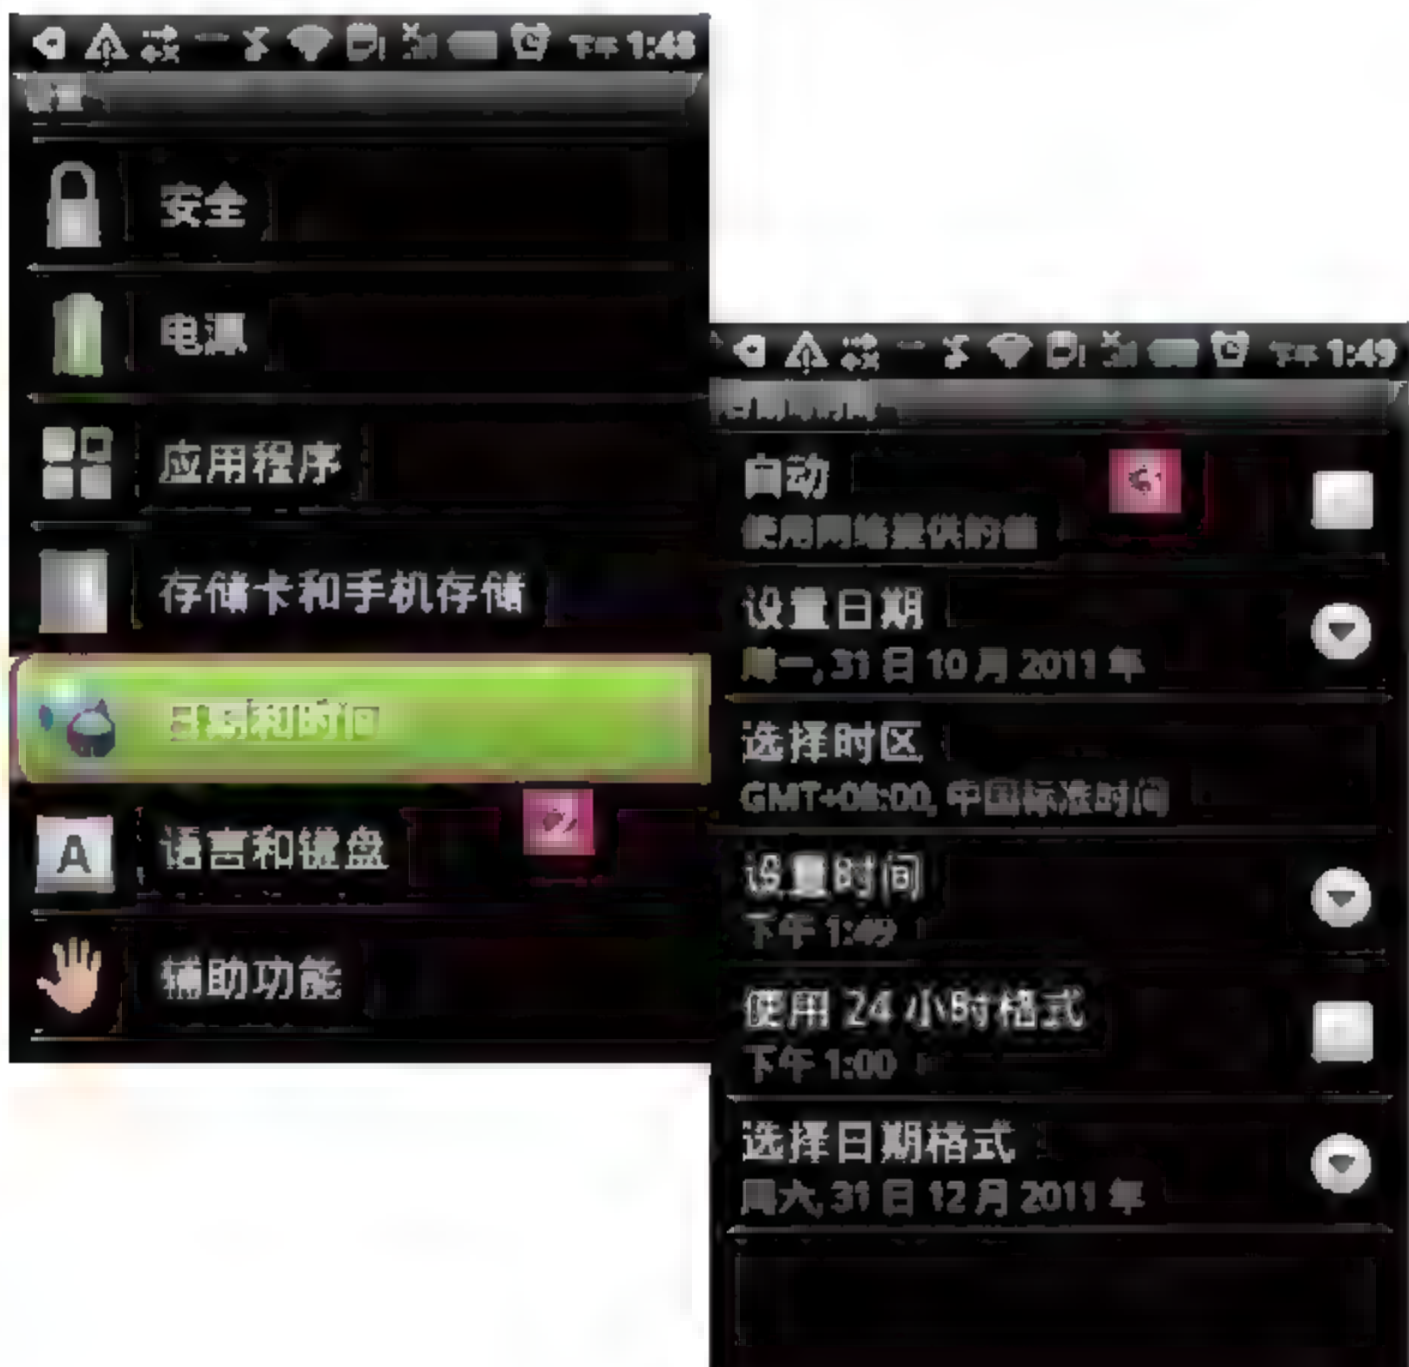 下午 1:48
设置
安全
电源
应用程序
存储卡和手机存储
日期和时间
A
语言和键盘
辅助功能
下午 1:49
自动
使用网络提供的值
设置日期
周一, 31 日 10 月 2011 年
选择时区
GMT+08:00, 中国标准时间
设置时间
下午 1:49
使用 24 小时格式
下午 1:00
选择日期格式
周六, 31 日 12 月 2011 年